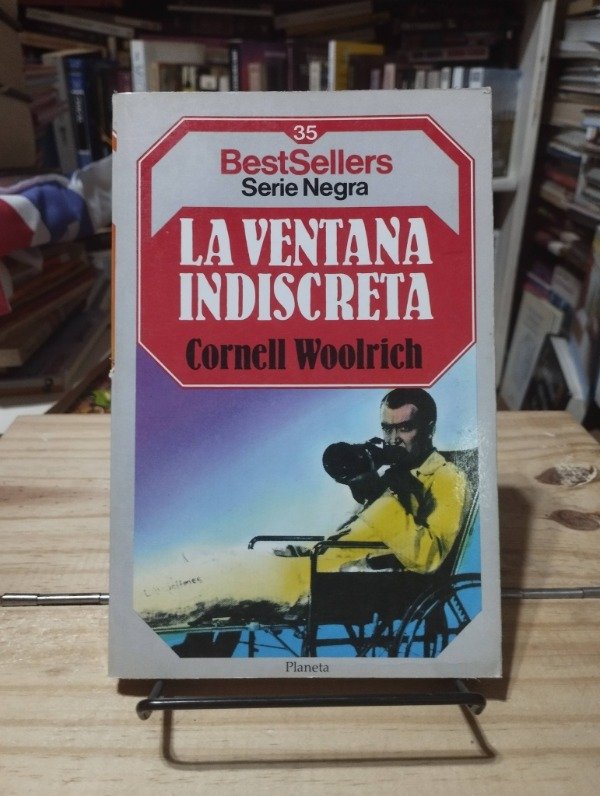 35
BestSellers
Serie Negra
LA VENTANA
INDISCRETA
Cornell Woolrich
Planeta